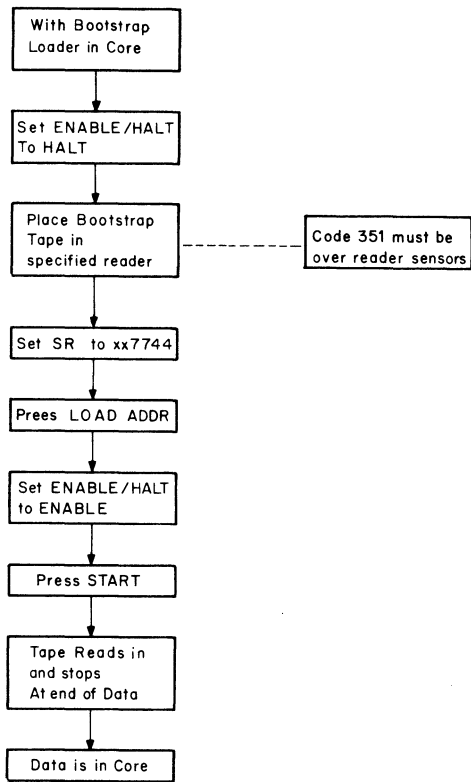 With Bootstrap
Loader in Core
Set ENABLE/HALT
To HALT
Place Bootstrap
Tape in
specified reader
Code 351 must be
over reader sensors
Set SR to xx7744
Prees LOAD ADDR
Set ENABLE/HALT
to ENABLE
Press START
Tape Reads in
and stops
At end of Data
Data is in Core